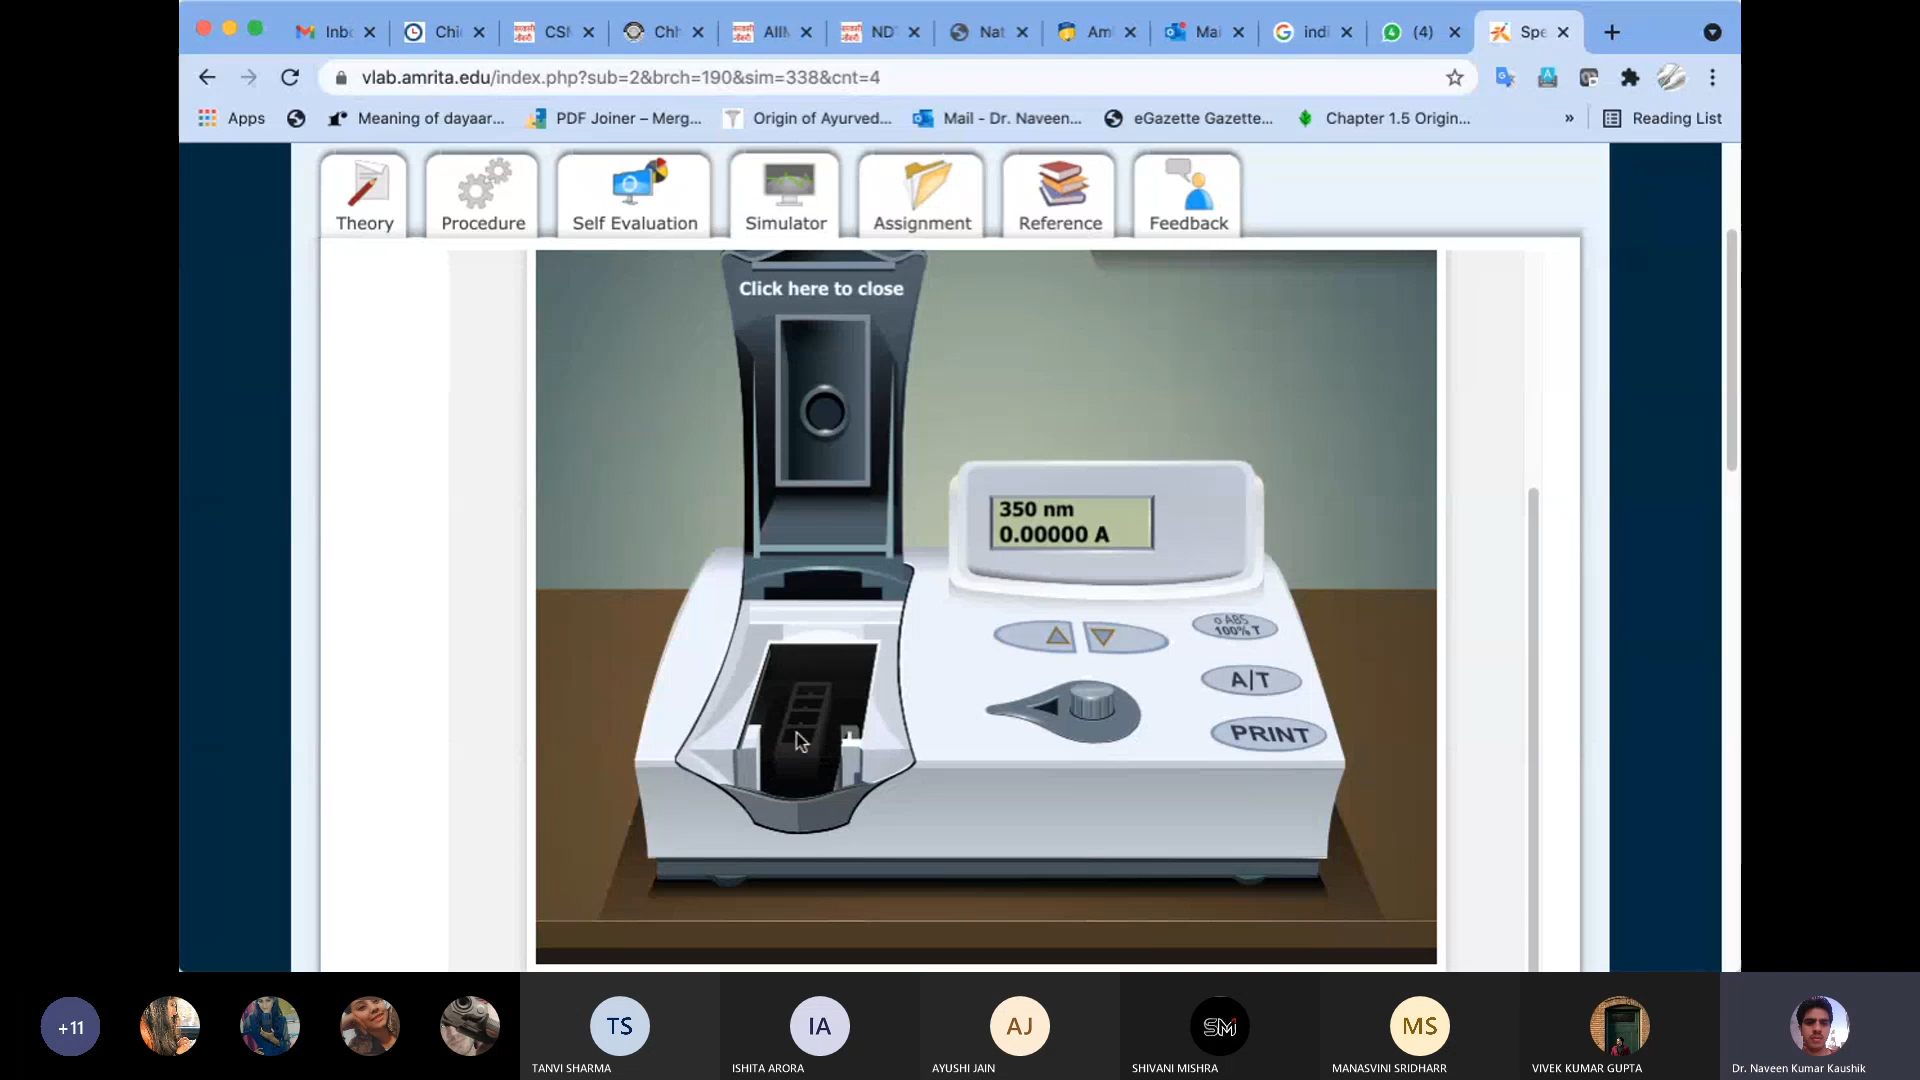 Inb
Chi
CSI
Chh
AIII
ND
Nat
Am
Mai
indi
(4)
Spe
vlab.amrita.edu/index.php?sub=2&brch=190&sim=338&cnt=4
Apps
Meaning of dayaar...
PDF Joiner – Merg...
Origin of Ayurved...
Mail - Dr. Naveen...
eGazette Gazette...
Chapter 1.5 Origin...
»
Reading List
Theory
Procedure
Self Evaluation
Simulator
Assignment
Reference
Feedback
Click here to close
350 nm
0.00000 A
o ABS
100% T
A|T
PRINT
+11
TS
IA
AJ
SM
MS
TANVI SHARMA
ISHITA ARORA
AYUSHI JAIN
SHIVANI MISHRA
MANASVINI SRIDHARR
VIVEK KUMAR GUPTA
Dr. Naveen Kumar Kaushik